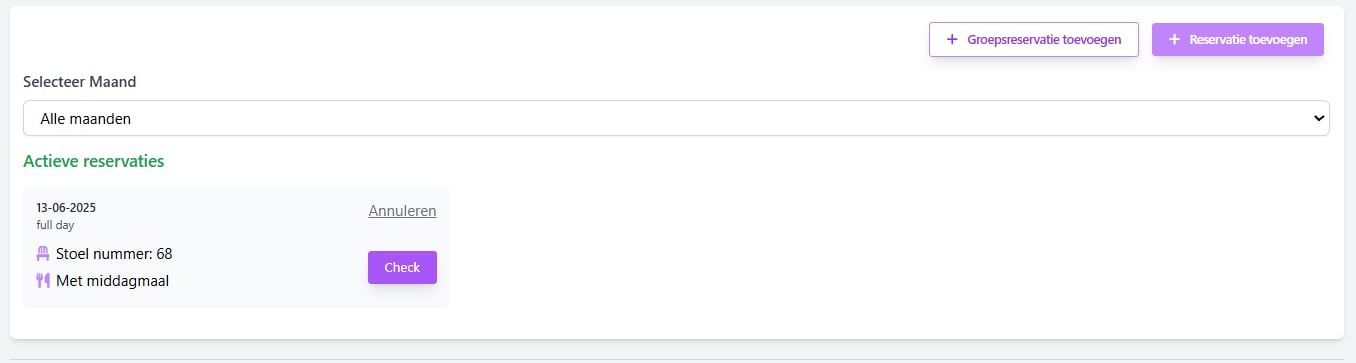 Groepsreservatie toevoegen
Reservatie toevoegen
Selecteer Maand
Alle maanden
Actieve reservaties
13-06-2025
Annuleren
full day
Stoel nummer: 68
Check
Met middagmaal